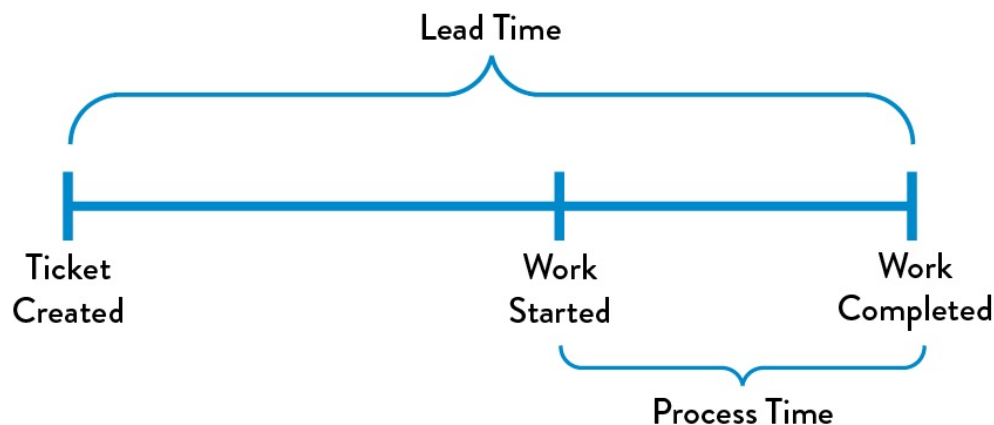 Lead Time
Ticket
Created
Work
Started
Work
Completed
Process Time